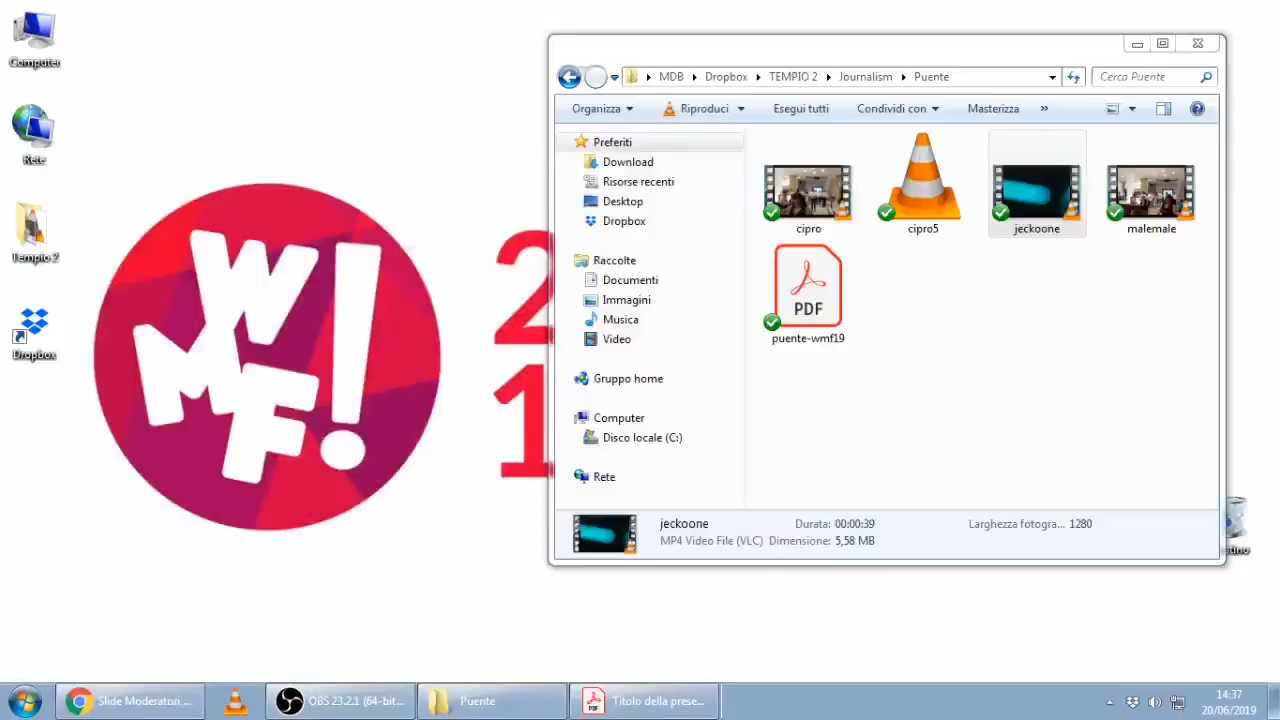 Computer
Rete
Tempio 2
Dropbox
WMF!
2
1
MDB
Dropbox
TEMPIO 2
Journalism
Puente
Cerca Puente
Organizza
Riproduci
Esegui tutti
Condividi con
Masterizza
»
Preferiti
Download
Risorse recenti
Desktop
Dropbox
Raccolte
Documenti
Immagini
Musica
Video
Gruppo home
Computer
Disco locale (C:)
Rete
cipro
cipro5
jeckoone
malemale
PDF
puente-wmf19
jeckoone
Durata: 00:00:39
Larghezza fotogra... 1280
MP4 Video File (VLC)
Dimensione: 5,58 MB
tino
Slide Moderatori ...
OBS 23.2.1 (64-bit...
Puente
PDF
Titolo della prese...
14:37
20/06/2019